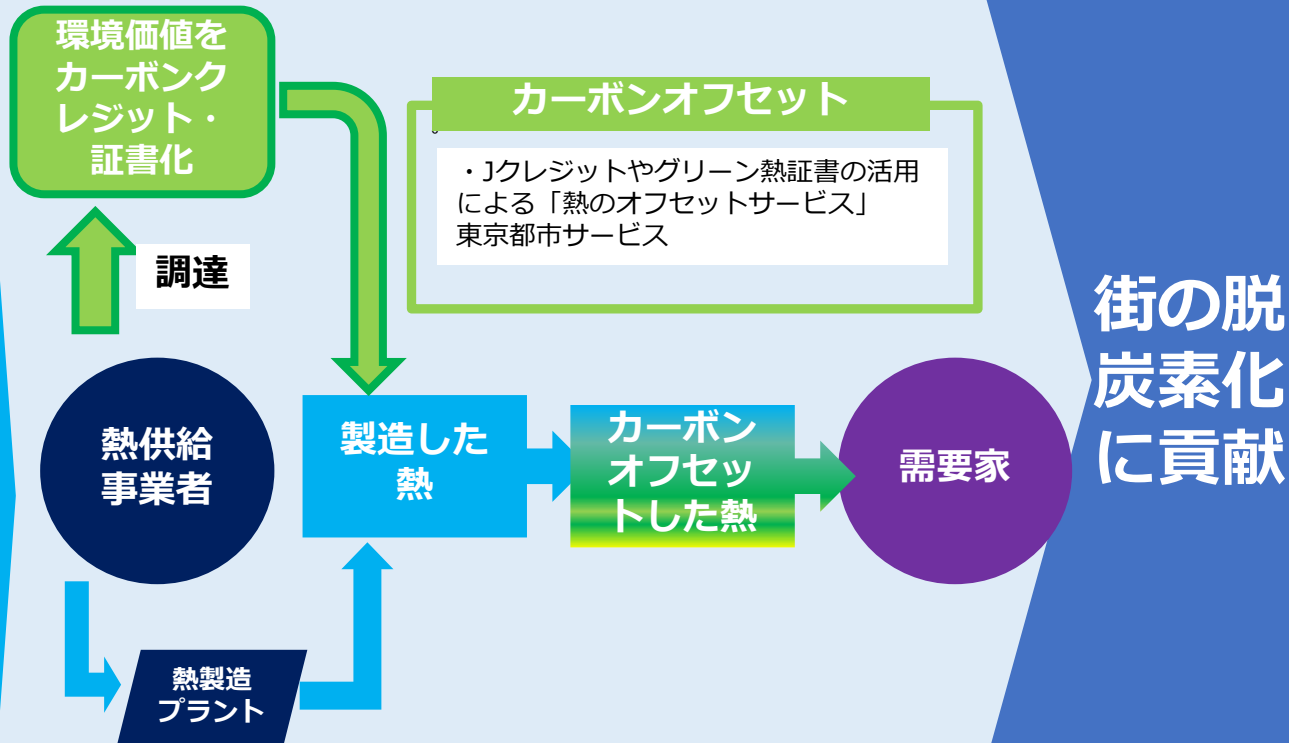 環境価値を
カーボンク
レジット・
証書化
カーボンオフセット
・Jクレジットやグリーン熱証書の活用
による「熱のオフセットサービス」
東京都市サービス
調達
熱供給
事業者
製造した
熱
カーボン
オフセッ
トした熱
需要家
街の脱
炭素化
に貢献
熱製造
プラント